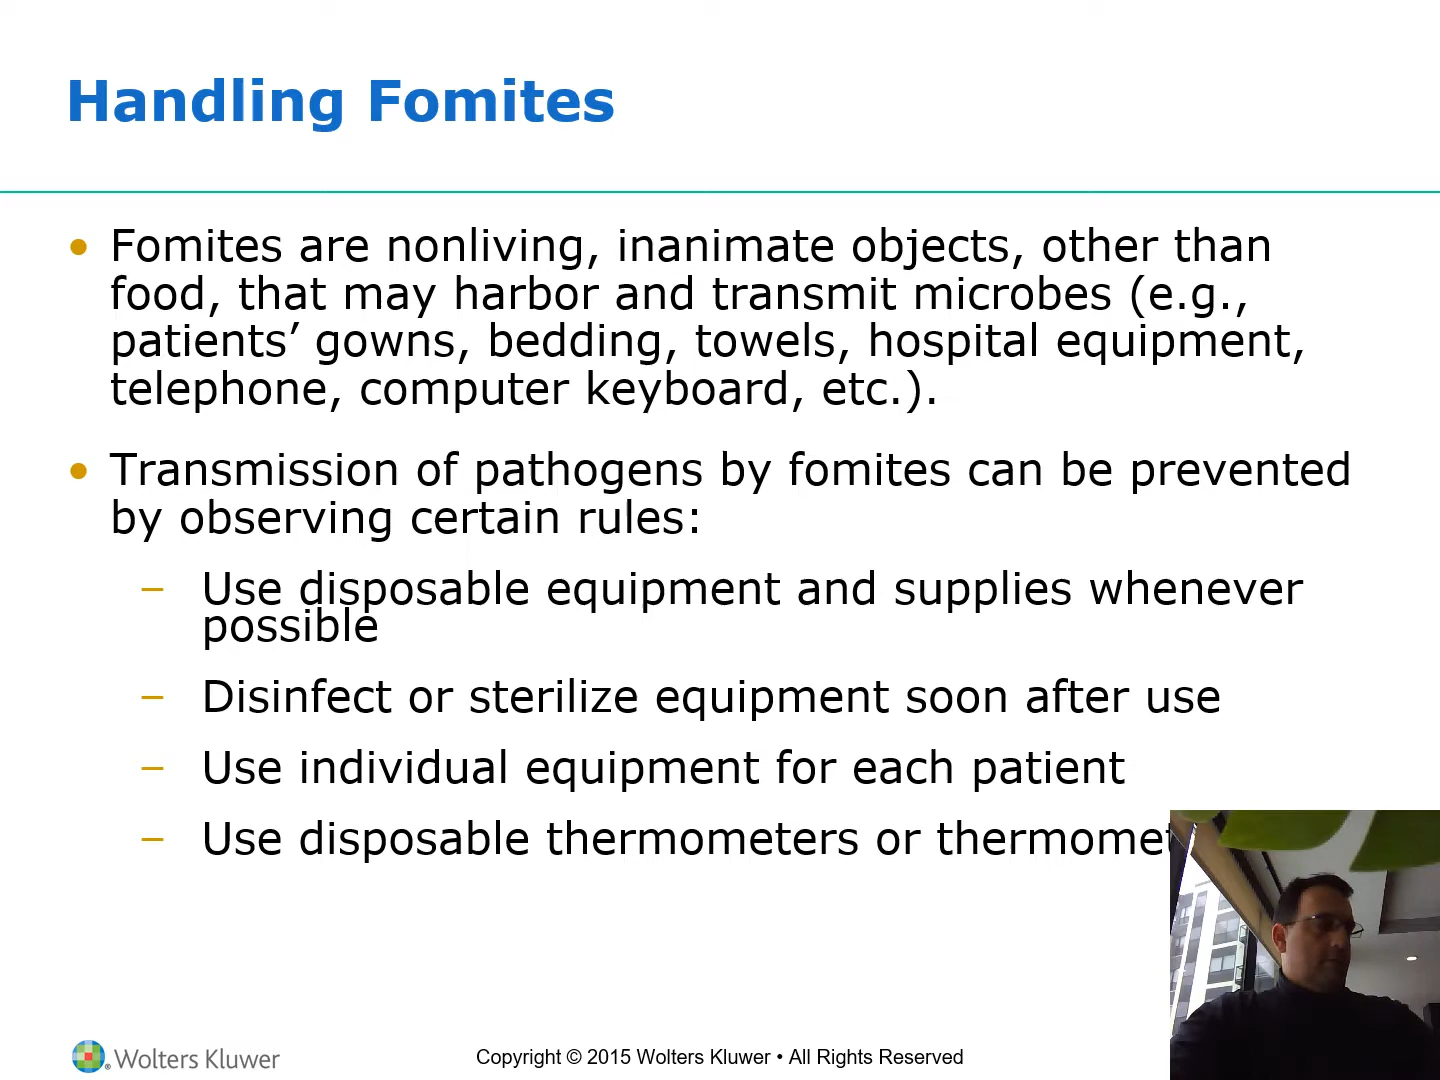 Handling Fomites
• Fomites are nonliving, inanimate objects, other than
food, that may harbor and transmit microbes (e.g.,
patients’ gowns, bedding, towels, hospital equipment,
telephone, computer keyboard, etc.).
• Transmission of pathogens by fomites can be prevented
by observing certain rules:
– Use disposable equipment and supplies whenever
possible
– Disinfect or sterilize equipment soon after use
– Use individual equipment for each patient
– Use disposable thermometers or
® Wolters Kluwer
Copyright © 2015 Wolters Kluwer • All Rights Reserved